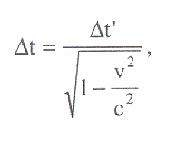 Δt = Δt' / √(1 − v²/c²) ,